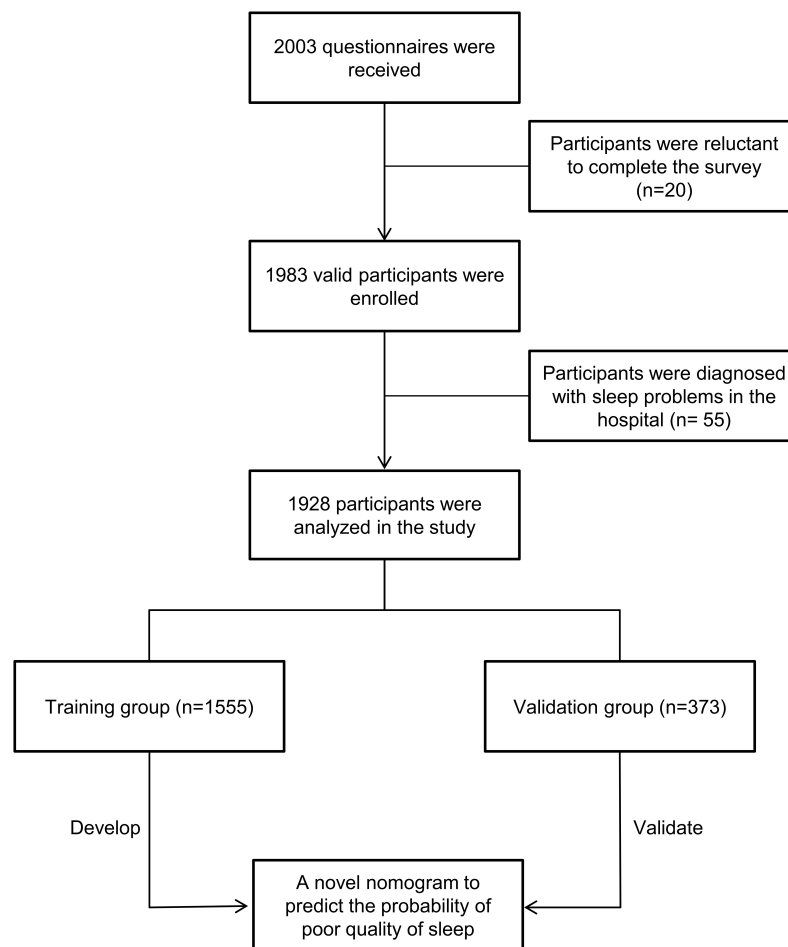 2003 questionnaires were
received
Participants were reluctant
to complete the survey
(n=20)
1983 valid participants were
enrolled
Participants were diagnosed
with sleep problems in the
hospital (n= 55)
1928 participants were
analyzed in the study
Training group (n=1555)
Validation group (n=373)
Develop
Validate
A novel nomogram to
predict the probability of
poor quality of sleep